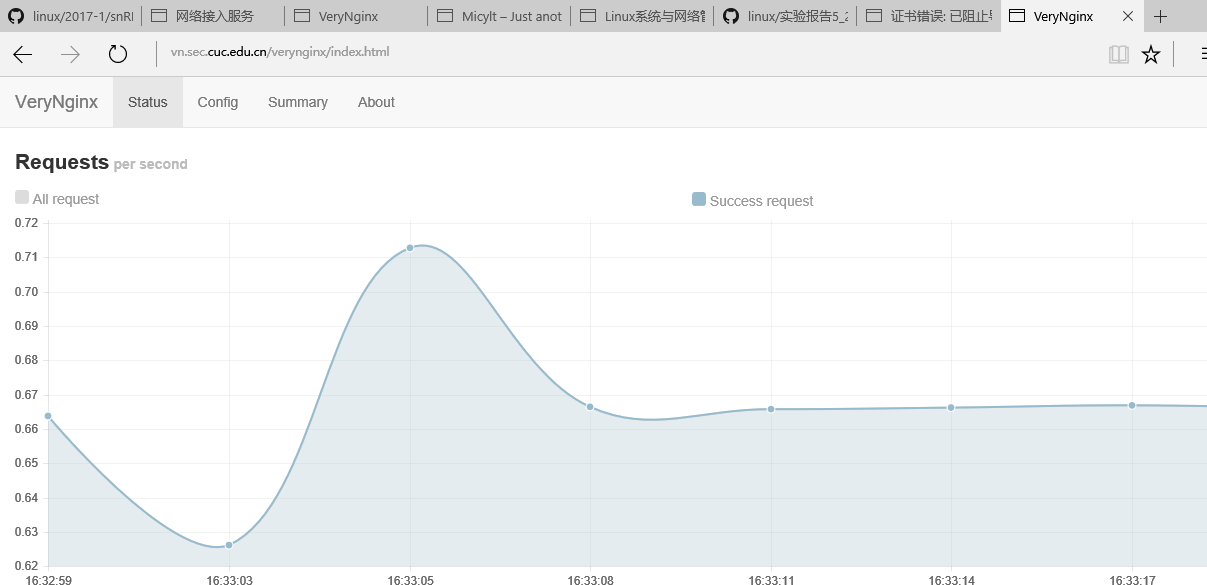 linux/2017-1/snRI
网络接入服务
VeryNginx
Micylt – Just anot
Linux系统与网络管
linux/实验报告5_2
证书错误: 已阻止导
VeryNginx
vn.sec.cuc.edu.cn/verynginx/index.html
VeryNginx Status Config Summary About
Requests per second
All request Success request
0.72
0.71
0.70
0.69
0.68
0.67
0.66
0.65
0.64
0.63
0.62
16:32:59 16:33:03 16:33:05 16:33:08 16:33:11 16:33:14 16:33:17